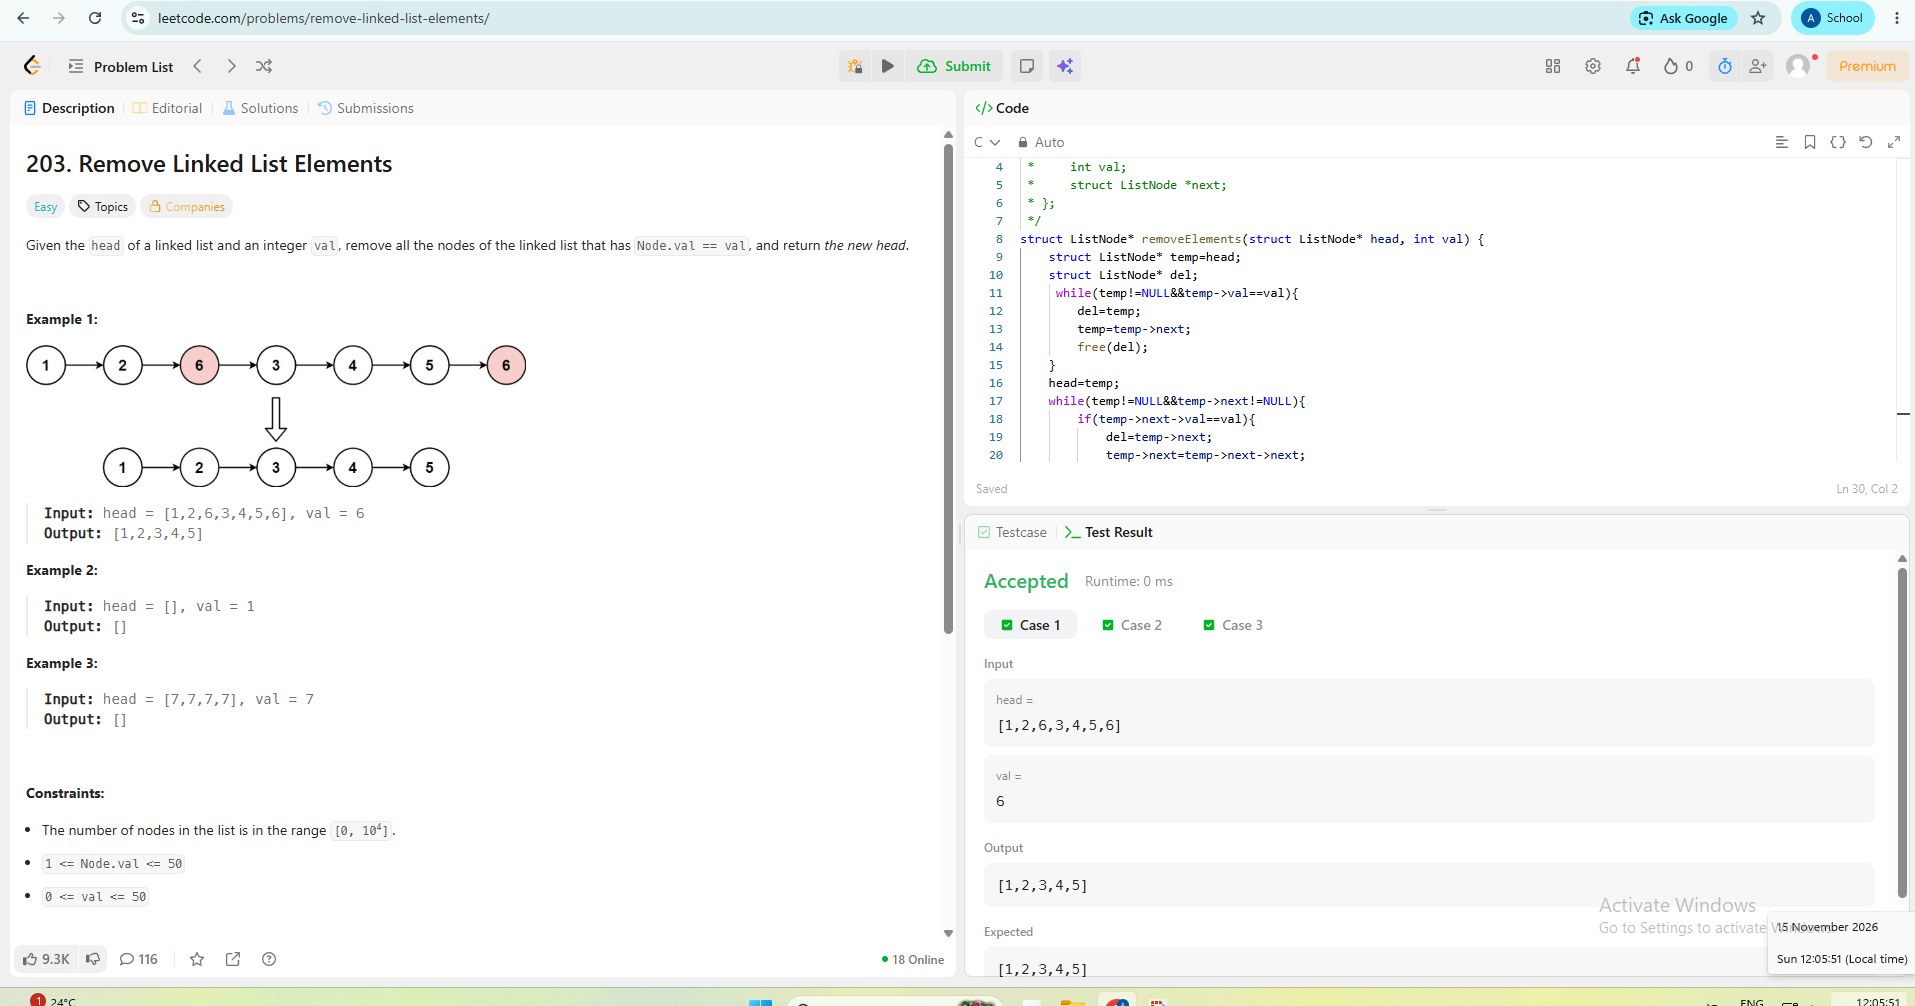 leetcode.com/problems/remove-linked-list-elements/
Ask Google
A School
Problem List
Submit
0
Premium
Description
Editorial
Solutions
Submissions
203. Remove Linked List Elements
Easy
Topics
Companies
Given the head of a linked list and an integer val, remove all the nodes of the linked list that has Node.val == val, and return the new head.
Example 1:
1 2 6 3 4 5 6
1 2 3 4 5
Input: head = [1,2,6,3,4,5,6], val = 6
Output: [1,2,3,4,5]
Example 2:
Input: head = [], val = 1
Output: []
Example 3:
Input: head = [7,7,7,7], val = 7
Output: []
Constraints:
• The number of nodes in the list is in the range [0, 10⁴].
• 1 <= Node.val <= 50
• 0 <= val <= 50
9.3K
116
18 Online
</> Code
C
Auto
4 * int val;
5 * struct ListNode *next;
6 * };
7 */
8 struct ListNode* removeElements(struct ListNode* head, int val) {
9 struct ListNode* temp=head;
10 struct ListNode* del;
11 while(temp!=NULL&&temp->val==val){
12 del=temp;
13 temp=temp->next;
14 free(del);
15 }
16 head=temp;
17 while(temp!=NULL&&temp->next!=NULL){
18 if(temp->next->val==val){
19 del=temp->next;
20 temp->next=temp->next->next;
Saved
Ln 30, Col 2
Testcase
Test Result
Accepted
Runtime: 0 ms
Case 1
Case 2
Case 3
Input
head =
[1,2,6,3,4,5,6]
val =
6
Output
[1,2,3,4,5]
Expected
[1,2,3,4,5]
Activate Windows
Go to Settings to activate
15 November 2026
Sun 12:05:51 (Local time)
1
24°C
ENG
12:05:51